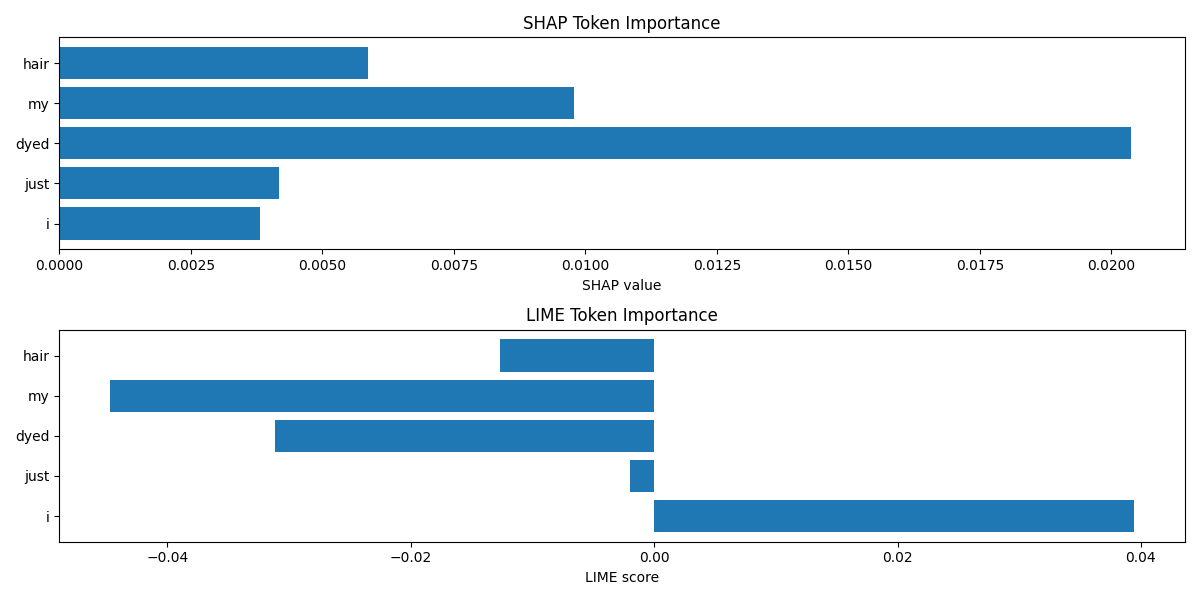 SHAP Token Importance
hair
my
dyed
just
i
0.0000 0.0025 0.0050 0.0075 0.0100 0.0125 0.0150 0.0175 0.0200
SHAP value
LIME Token Importance
hair
my
dyed
just
i
−0.04 −0.02 0.00 0.02 0.04
LIME score